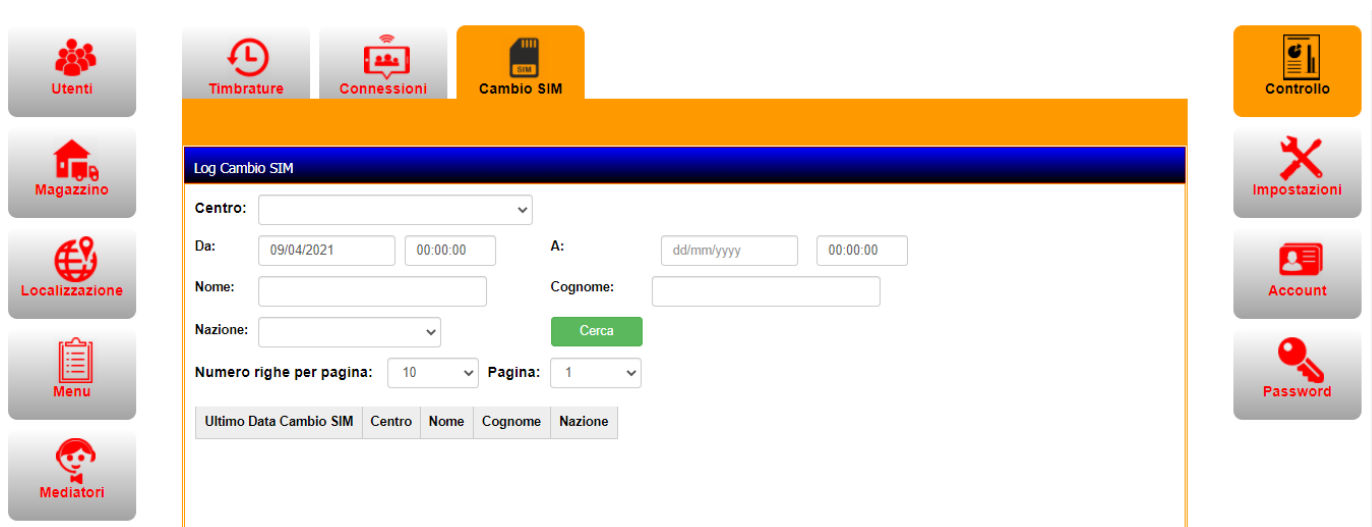 Utenti
Magazzino
Localizzazione
Menu
Mediatori
Timbrature Connessioni SIM Cambio SIM
Log Cambio SIM
Centro:
Da: 09/04/2021 00:00:00 A: dd/mm/yyyy 00:00:00
Nome: Cognome:
Nazione: Cerca
Numero righe per pagina: 10 Pagina: 1
Ultimo Data Cambio SIM Centro Nome Cognome Nazione
Controllo
Impostazioni
Account
Password